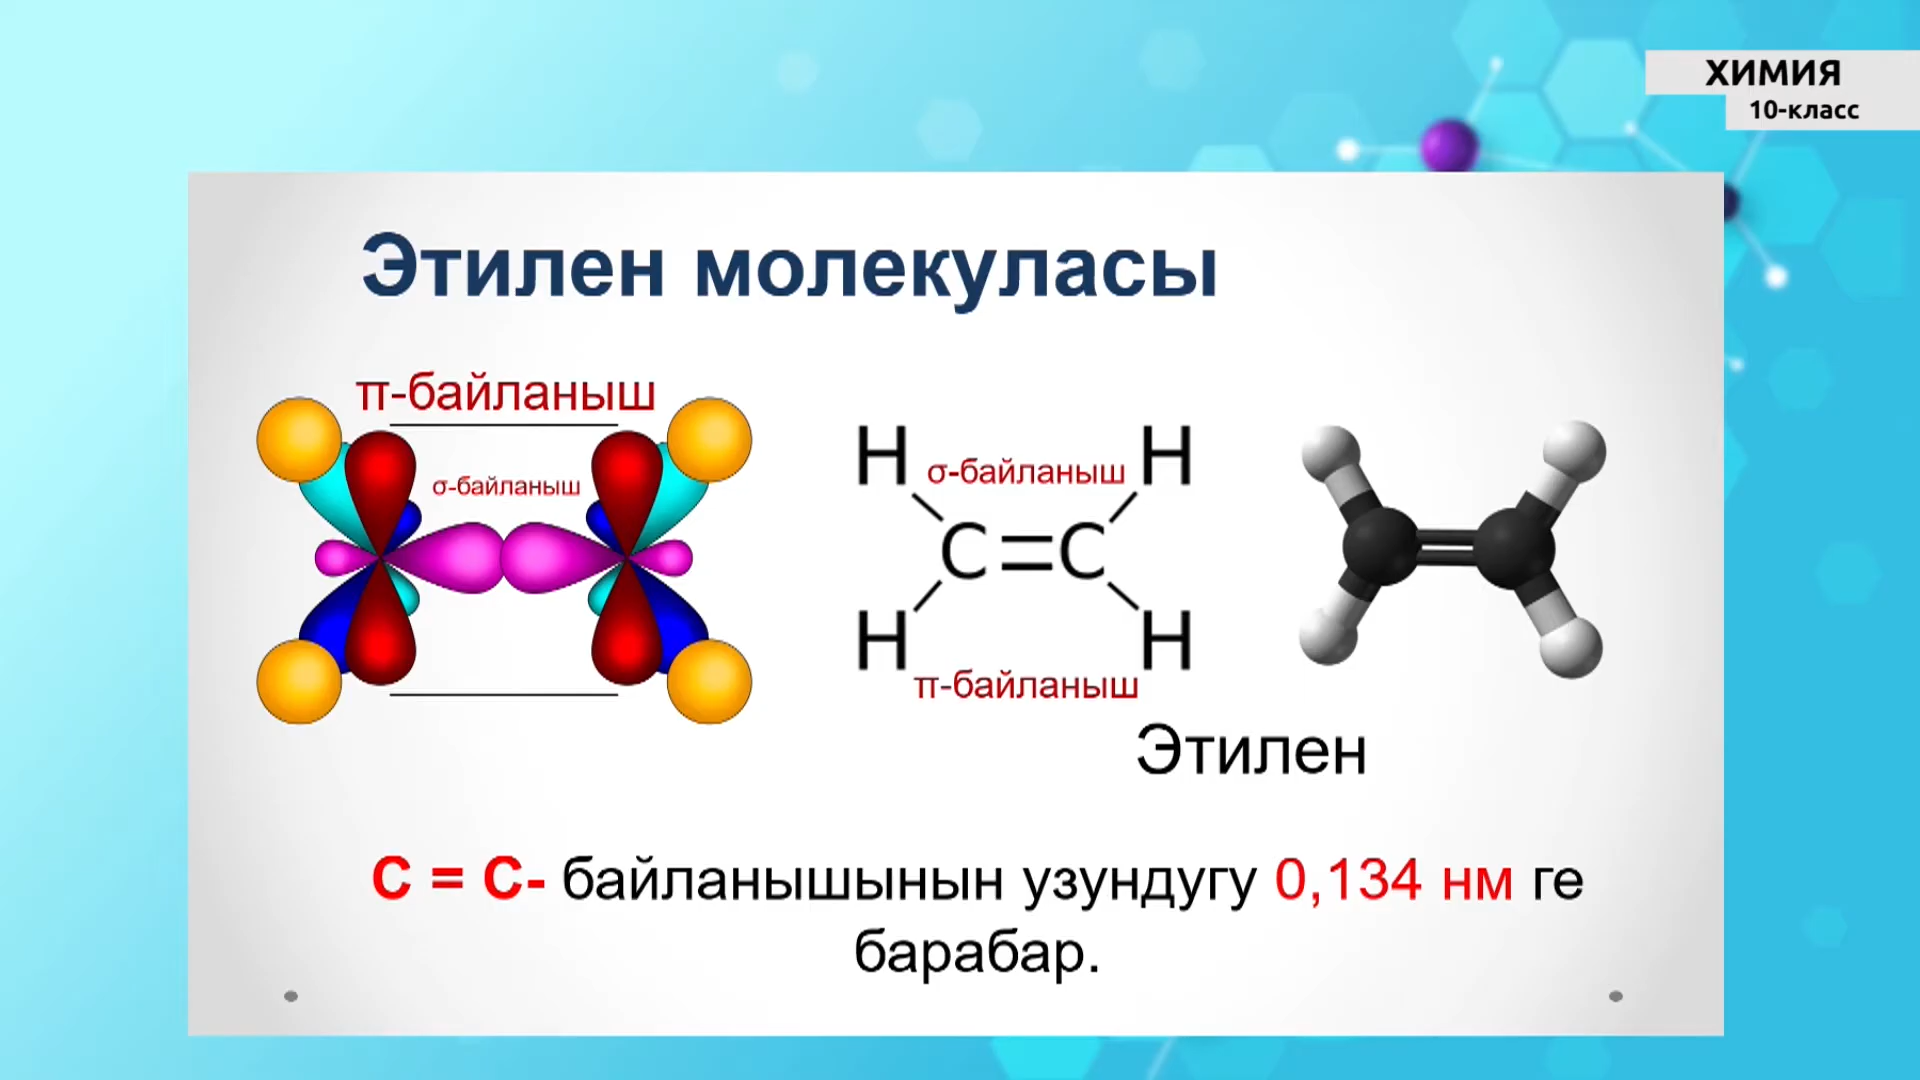 ХИМИЯ
10-класс
Этилен молекуласы
π-байланыш
σ-байланыш
H σ-байланыш H
C=C
H H
π-байланыш
Этилен
C = C- байланышынын узундугу 0,134 нм ге
барабар.